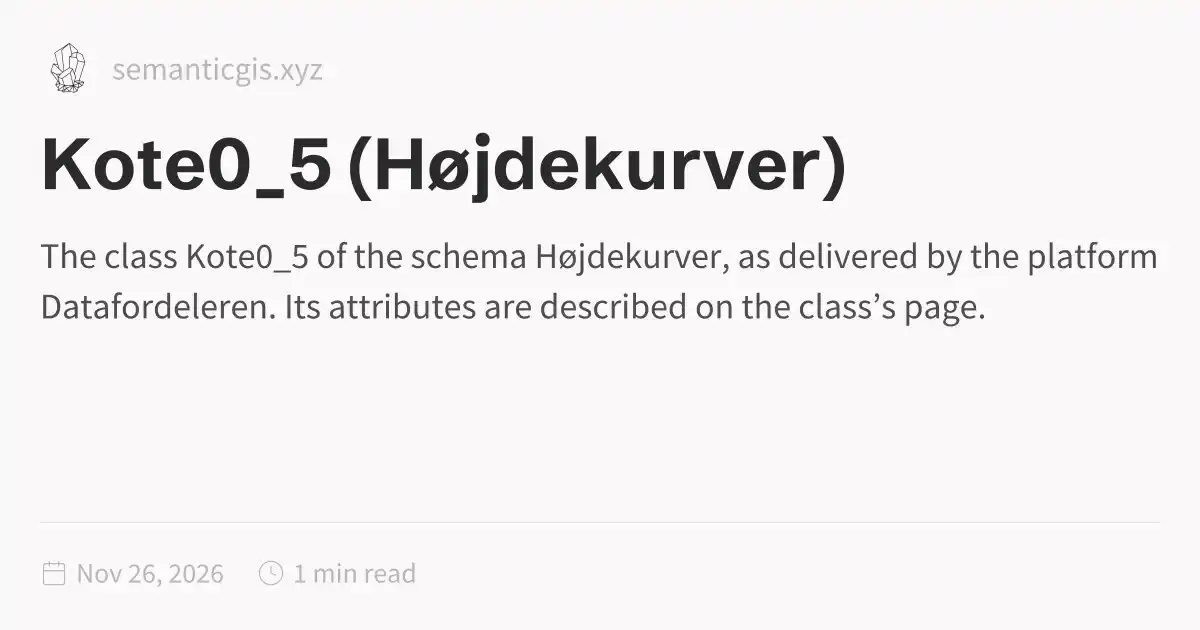 semanticgis.xyz
Kote0_5 (Højdekurver)
The class Kote0_5 of the schema Højdekurver, as delivered by the platform
Datafordeleren. Its attributes are described on the class’s page.
Nov 26, 2026 1 min read